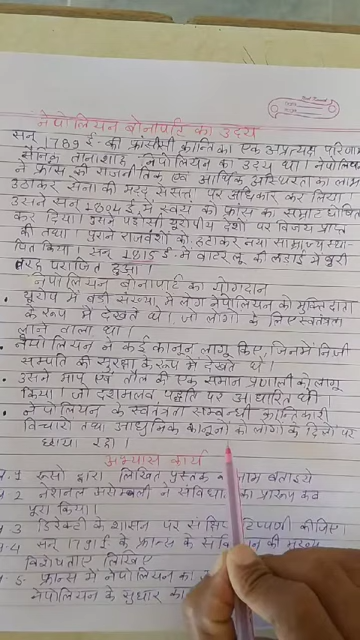 नेपोलियन बोनापार्ट का उदय
सन् 1789 ई. की फ्रांसीसी क्रान्ति का एक अप्रत्यक्ष परिणाम
सैनिक तानाशाह नेपोलियन का उदय था। नेपोलियन
ने फ्रांस की राजनीतिक एवं आर्थिक अस्थिरता का लाभ
उठाकर सेना की मदद से सत्ता पर अधिकार कर लिया।
उसने सन् 1804 ई. में स्वयं को फ्रांस का सम्राट घोषित
कर दिया। उसने पड़ोसी यूरोपीय देशों पर विजय प्राप्त
की तथा। पुराने राजवंशों को हटाकर नया साम्राज्य स्था-
पित किया। सन् 1815 ई. में वाटरलू की लड़ाई में बुरी
तरह पराजित हुआ।
नेपोलियन बोनापार्ट का योगदान
• यूरोप में बड़ी संख्या में लोग नेपोलियन को मुक्तिदाता
के रूप में देखते थे। जो लोगों के लिए स्वतंत्रता
लाने वाला था।
• नेपोलियन ने कई कानून लागू किए, जिनमें निजी
सम्पति की सुरक्षा के रूप में देखते थे।
• उसने माप एवं तौल की एक समान प्रणाली को लागू
किया जो दशमलव पद्धति पर आधारित थी।
• नेपोलियन के स्वतंत्रता सम्बन्धी क्रान्तिकारी
विचारों तथा आधुनिक कानूनों को लोगों के दिलों पर
छाया रहा।
अभ्यास कार्य
1 रूसो द्वारा लिखित पुस्तक नाम बताइये
2 नेशनल असेम्बली ने संविधान का प्रारूप कब
पूरा किया।
3 डिरेक्ट्री के शासन पर संक्षिप्त टिप्पणी कीजिए।
4 सन् 1791 ई. के फ्रान्स के संविधान की मुख्य
विशेषताए लिखिए
5. फ्रान्स में नेपोलियन का
नेपोलियन के सुधार का